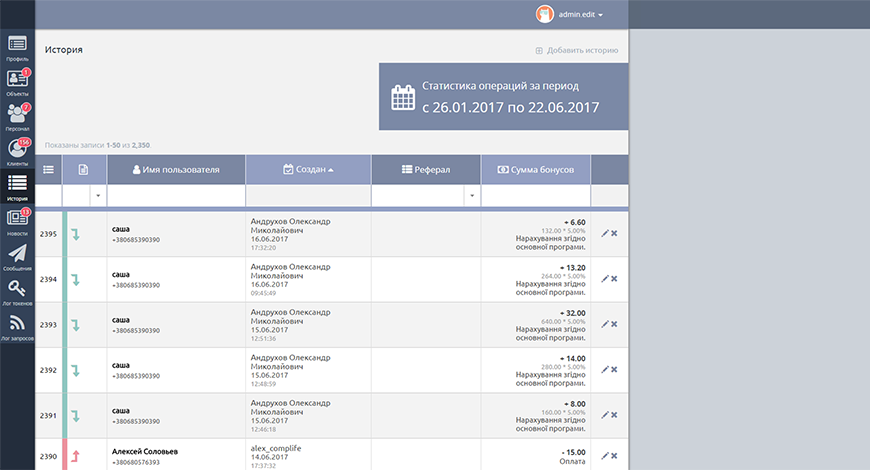 admin.edit
История
Добавить историю
Статистика операций за период
с 26.01.2017 по 22.06.2017
Показаны записи 1-50 из 2,350.
Профиль
1
Объекты
7
Персонал
156
Клиенты
История
13
Новости
Сообщения
Лог токенов
Лог запросов
Имя пользователя Создан Реферал Сумма бонусов
2395
саша
+380685390390
Андрухов Олександр
Миколайович
16.06.2017
17:32:20
+ 6.60
132.00 * 5.00%
Нарахування згідно
основної програми.
2394
саша
+380685390390
Андрухов Олександр
Миколайович
16.06.2017
09:45:49
+ 13.20
264.00 * 5.00%
Нарахування згідно
основної програми.
2393
саша
+380685390390
Андрухов Олександр
Миколайович
15.06.2017
12:51:36
+ 32.00
640.00 * 5.00%
Нарахування згідно
основної програми.
2392
саша
+380685390390
Андрухов Олександр
Миколайович
15.06.2017
12:48:59
+ 14.00
280.00 * 5.00%
Нарахування згідно
основної програми.
2391
саша
+380685390390
Андрухов Олександр
Миколайович
15.06.2017
12:46:18
+ 8.00
160.00 * 5.00%
Нарахування згідно
основної програми.
2390
Алексей Соловьев
+380680576393
alex_complife
14.06.2017
17:37:32
- 15.00
Оплата